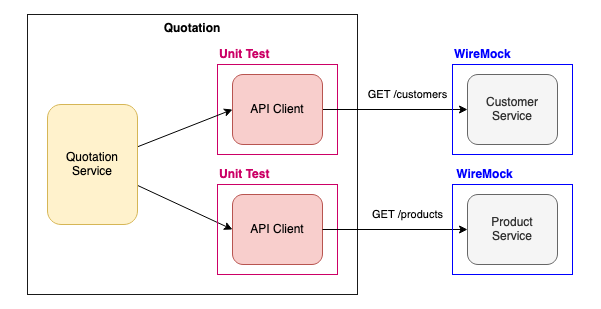 Quotation
Unit Test
WireMock
API Client
GET /customers
Customer
Service
Quotation
Service
Unit Test
WireMock
API Client
GET /products
Product
Service